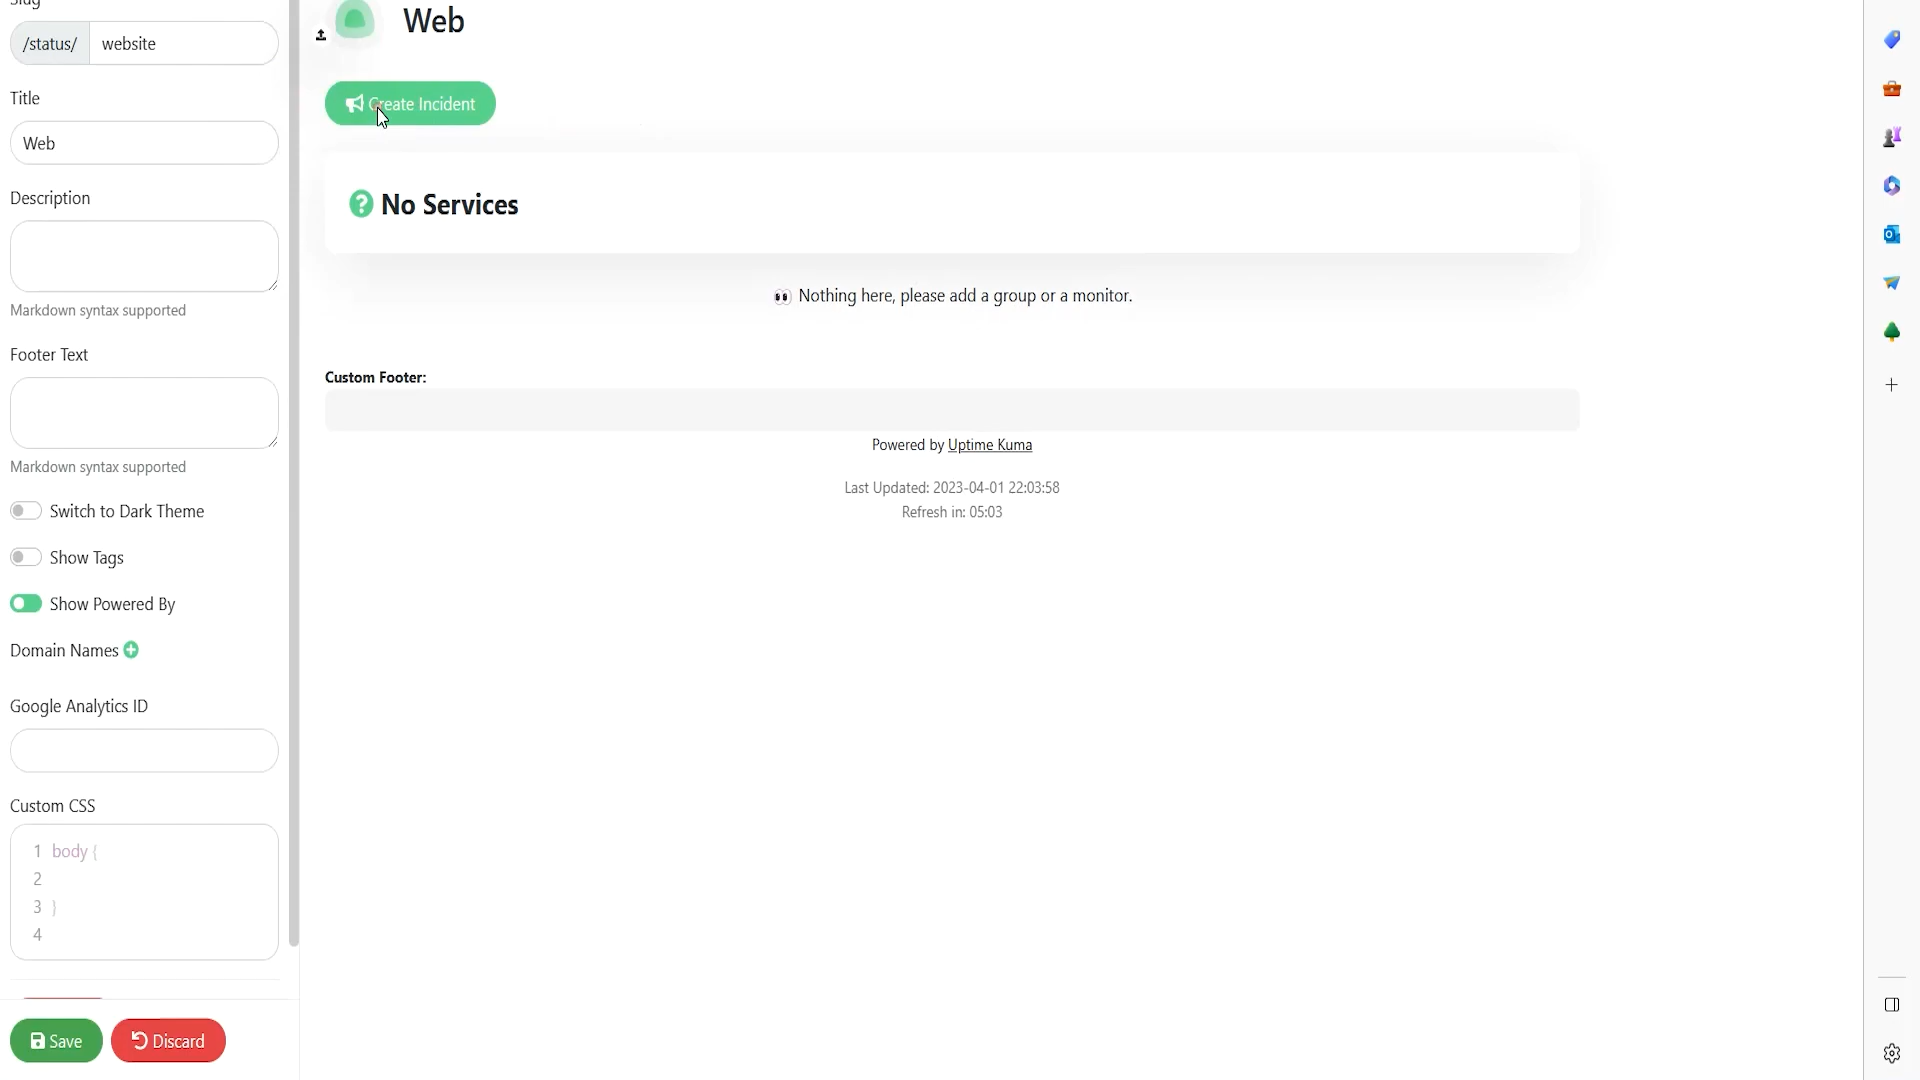 Slug
/status/ website
Title
Web
Description
Markdown syntax supported
Footer Text
Markdown syntax supported
Switch to Dark Theme
Show Tags
Show Powered By
Domain Names
Google Analytics ID
Custom CSS
1 body {
2
3 }
4
Save Discard
Web
Create Incident
No Services
Nothing here, please add a group or a monitor.
Custom Footer:
Powered by Uptime Kuma
Last Updated: 2023-04-01 22:03:58
Refresh in: 05:03